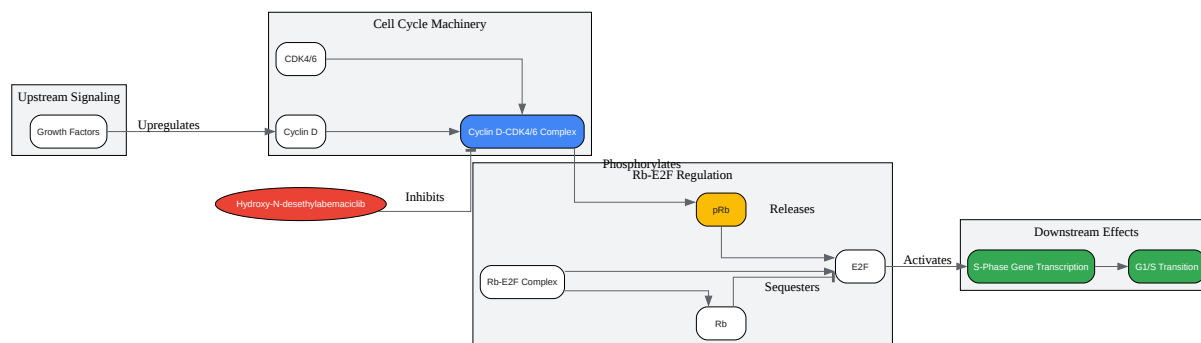 Cell Cycle Machinery
CDK4/6
Upstream Signaling
Growth Factors
Upregulates
Cyclin D
Cyclin D-CDK4/6 Complex
Phosphorylates
Rb-E2F Regulation
Hydroxy-N-desethylabemaciclib
Inhibits
pRb
Releases
Rb-E2F Complex
Sequesters
E2F
Rb
Activates
Downstream Effects
S-Phase Gene Transcription
G1/S Transition